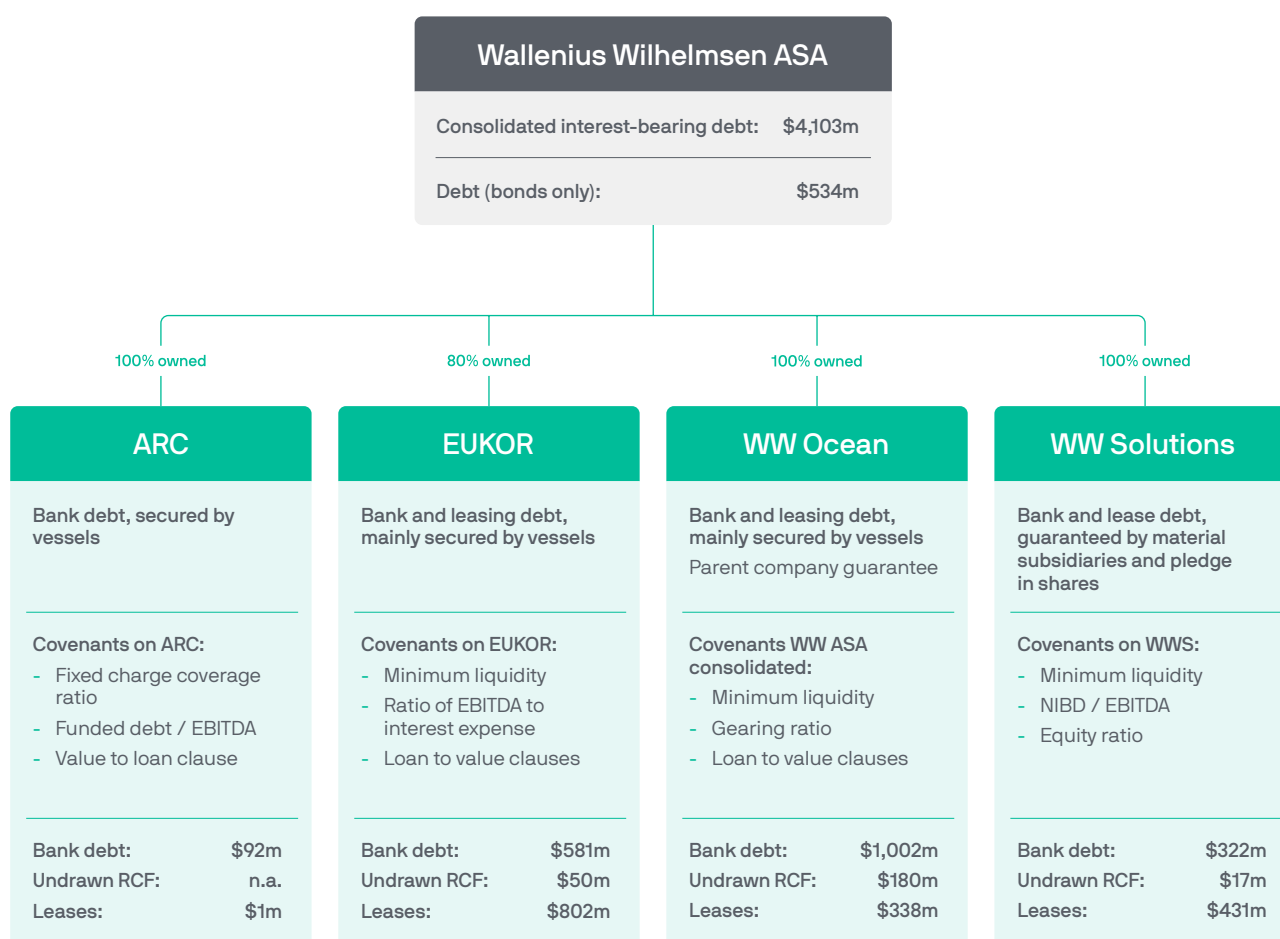 Wallenius Wilhelmsen ASA
Consolidated interest-bearing debt: $4,103m
Debt (bonds only): $534m
100% owned
80% owned
100% owned
100% owned
ARC
Bank debt, secured by
vessels
Covenants on ARC:
- Fixed charge coverage
ratio
- Funded debt / EBITDA
- Value to loan clause
Bank debt: $92m
Undrawn RCF: n.a.
Leases: $1m
EUKOR
Bank and leasing debt,
mainly secured by vessels
Covenants on EUKOR:
- Minimum liquidity
- Ratio of EBITDA to
interest expense
- Loan to value clauses
Bank debt: $581m
Undrawn RCF: $50m
Leases: $802m
WW Ocean
Bank and leasing debt,
mainly secured by vessels
Parent company guarantee
Covenants WW ASA
consolidated:
- Minimum liquidity
- Gearing ratio
- Loan to value clauses
Bank debt: $1,002m
Undrawn RCF: $180m
Leases: $338m
WW Solutions
Bank and lease debt,
guaranteed by material
subsidiaries and pledge
in shares
Covenants on WWS:
- Minimum liquidity
- NIBD / EBITDA
- Equity ratio
Bank debt: $322m
Undrawn RCF: $17m
Leases: $431m